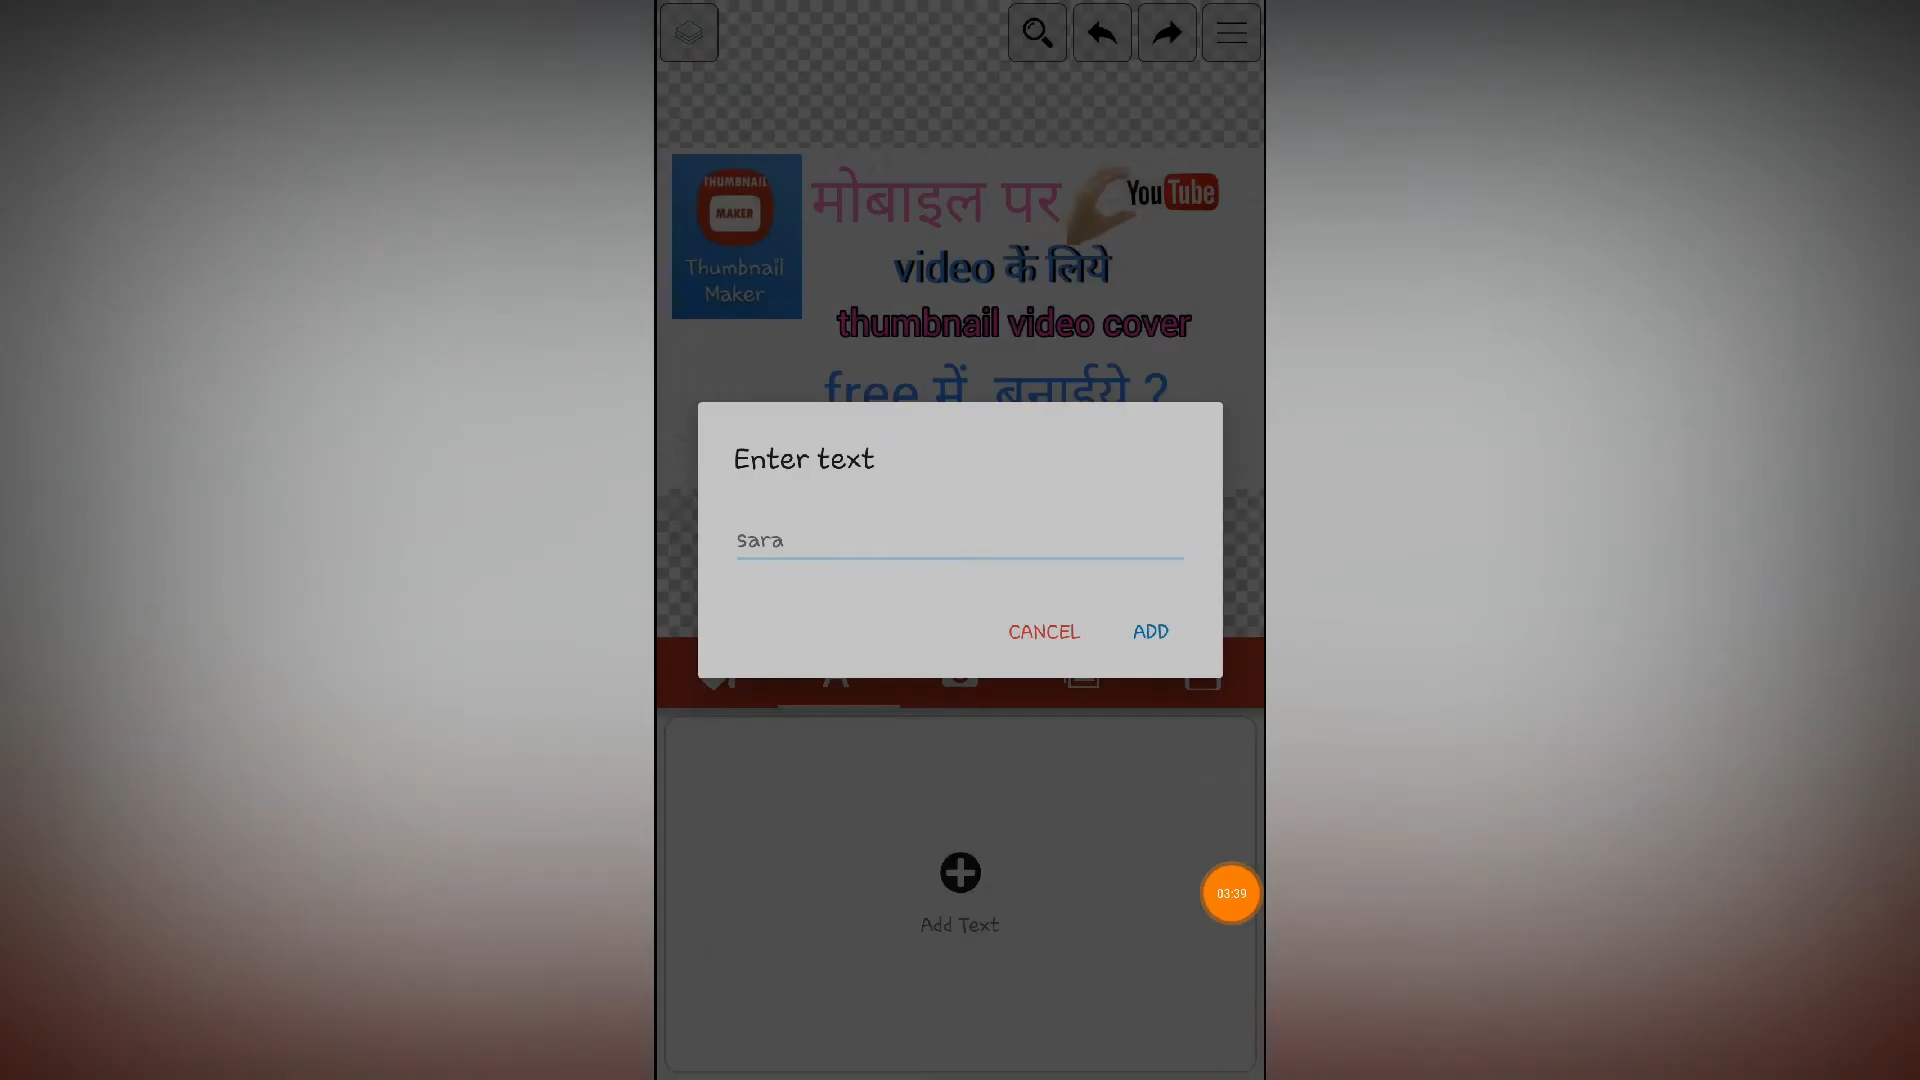 THUMBNAIL
MAKER
Thumbnail
Maker
मोबाइल पर
YouTube
video कें लिये
thumbnail video cover
free में बनाईये ?
Enter text
sara
CANCEL
ADD
Add Text
03:39